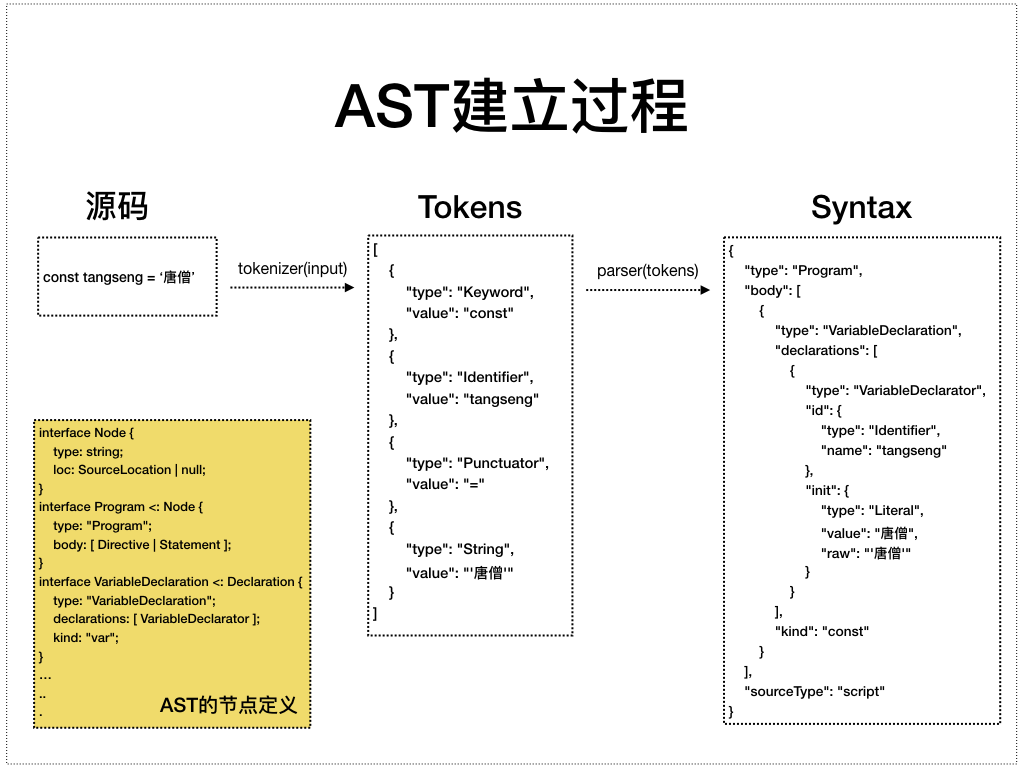 AST建立过程
源码
const tangseng = ‘唐僧’
tokenizer(input)
Tokens
[
{
"type": "Keyword",
"value": "const"
},
{
"type": "Identifier",
"value": "tangseng"
},
{
"type": "Punctuator",
"value": "="
},
{
"type": "String",
"value": "'唐僧'"
}
]
parser(tokens)
Syntax
{
"type": "Program",
"body": [
{
"type": "VariableDeclaration",
"declarations": [
{
"type": "VariableDeclarator",
"id": {
"type": "Identifier",
"name": "tangseng"
},
"init": {
"type": "Literal",
"value": "唐僧",
"raw": "'唐僧'"
}
}
],
"kind": "const"
}
],
"sourceType": "script"
}
interface Node {
type: string;
loc: SourceLocation | null;
}
interface Program <: Node {
type: "Program";
body: [ Directive | Statement ];
}
interface VariableDeclaration <: Declaration {
type: "VariableDeclaration";
declarations: [ VariableDeclarator ];
kind: "var";
}
...
..
.
AST的节点定义